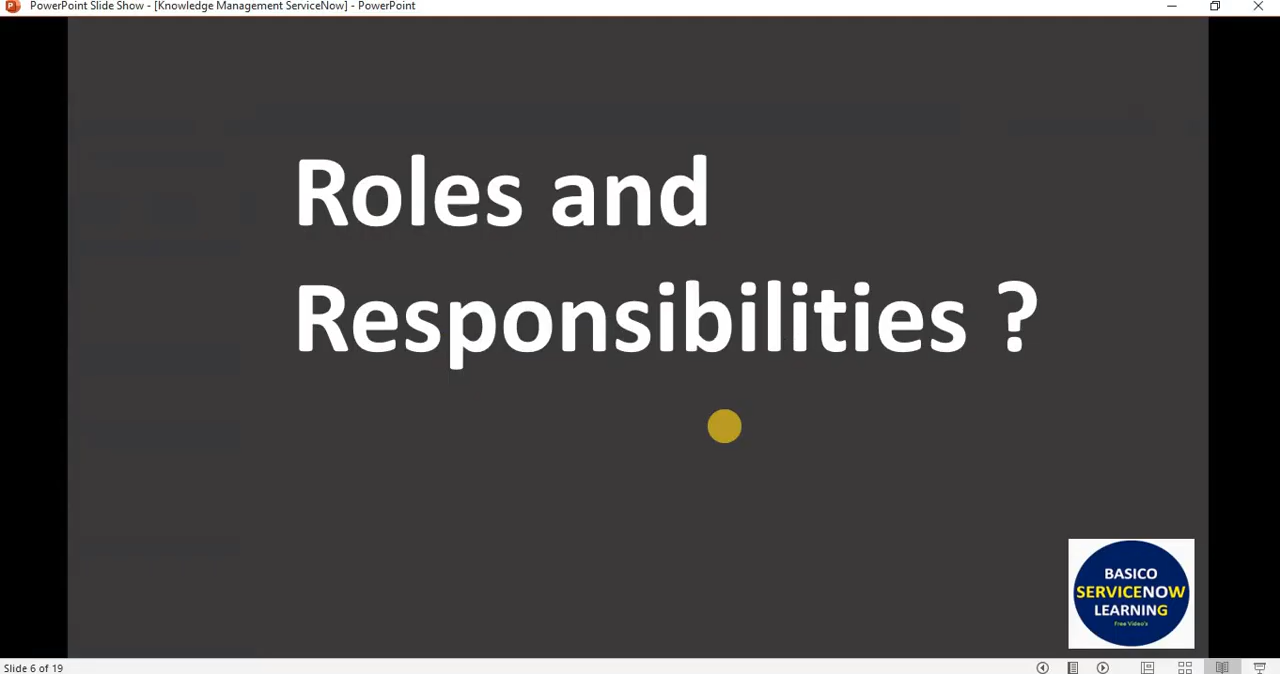 PowerPoint Slide Show - [Knowledge Management ServiceNow] - PowerPoint
Roles and
Responsibilities ?
BASICO
SERVICENOW
LEARNING
Free Video's
Slide 6 of 19